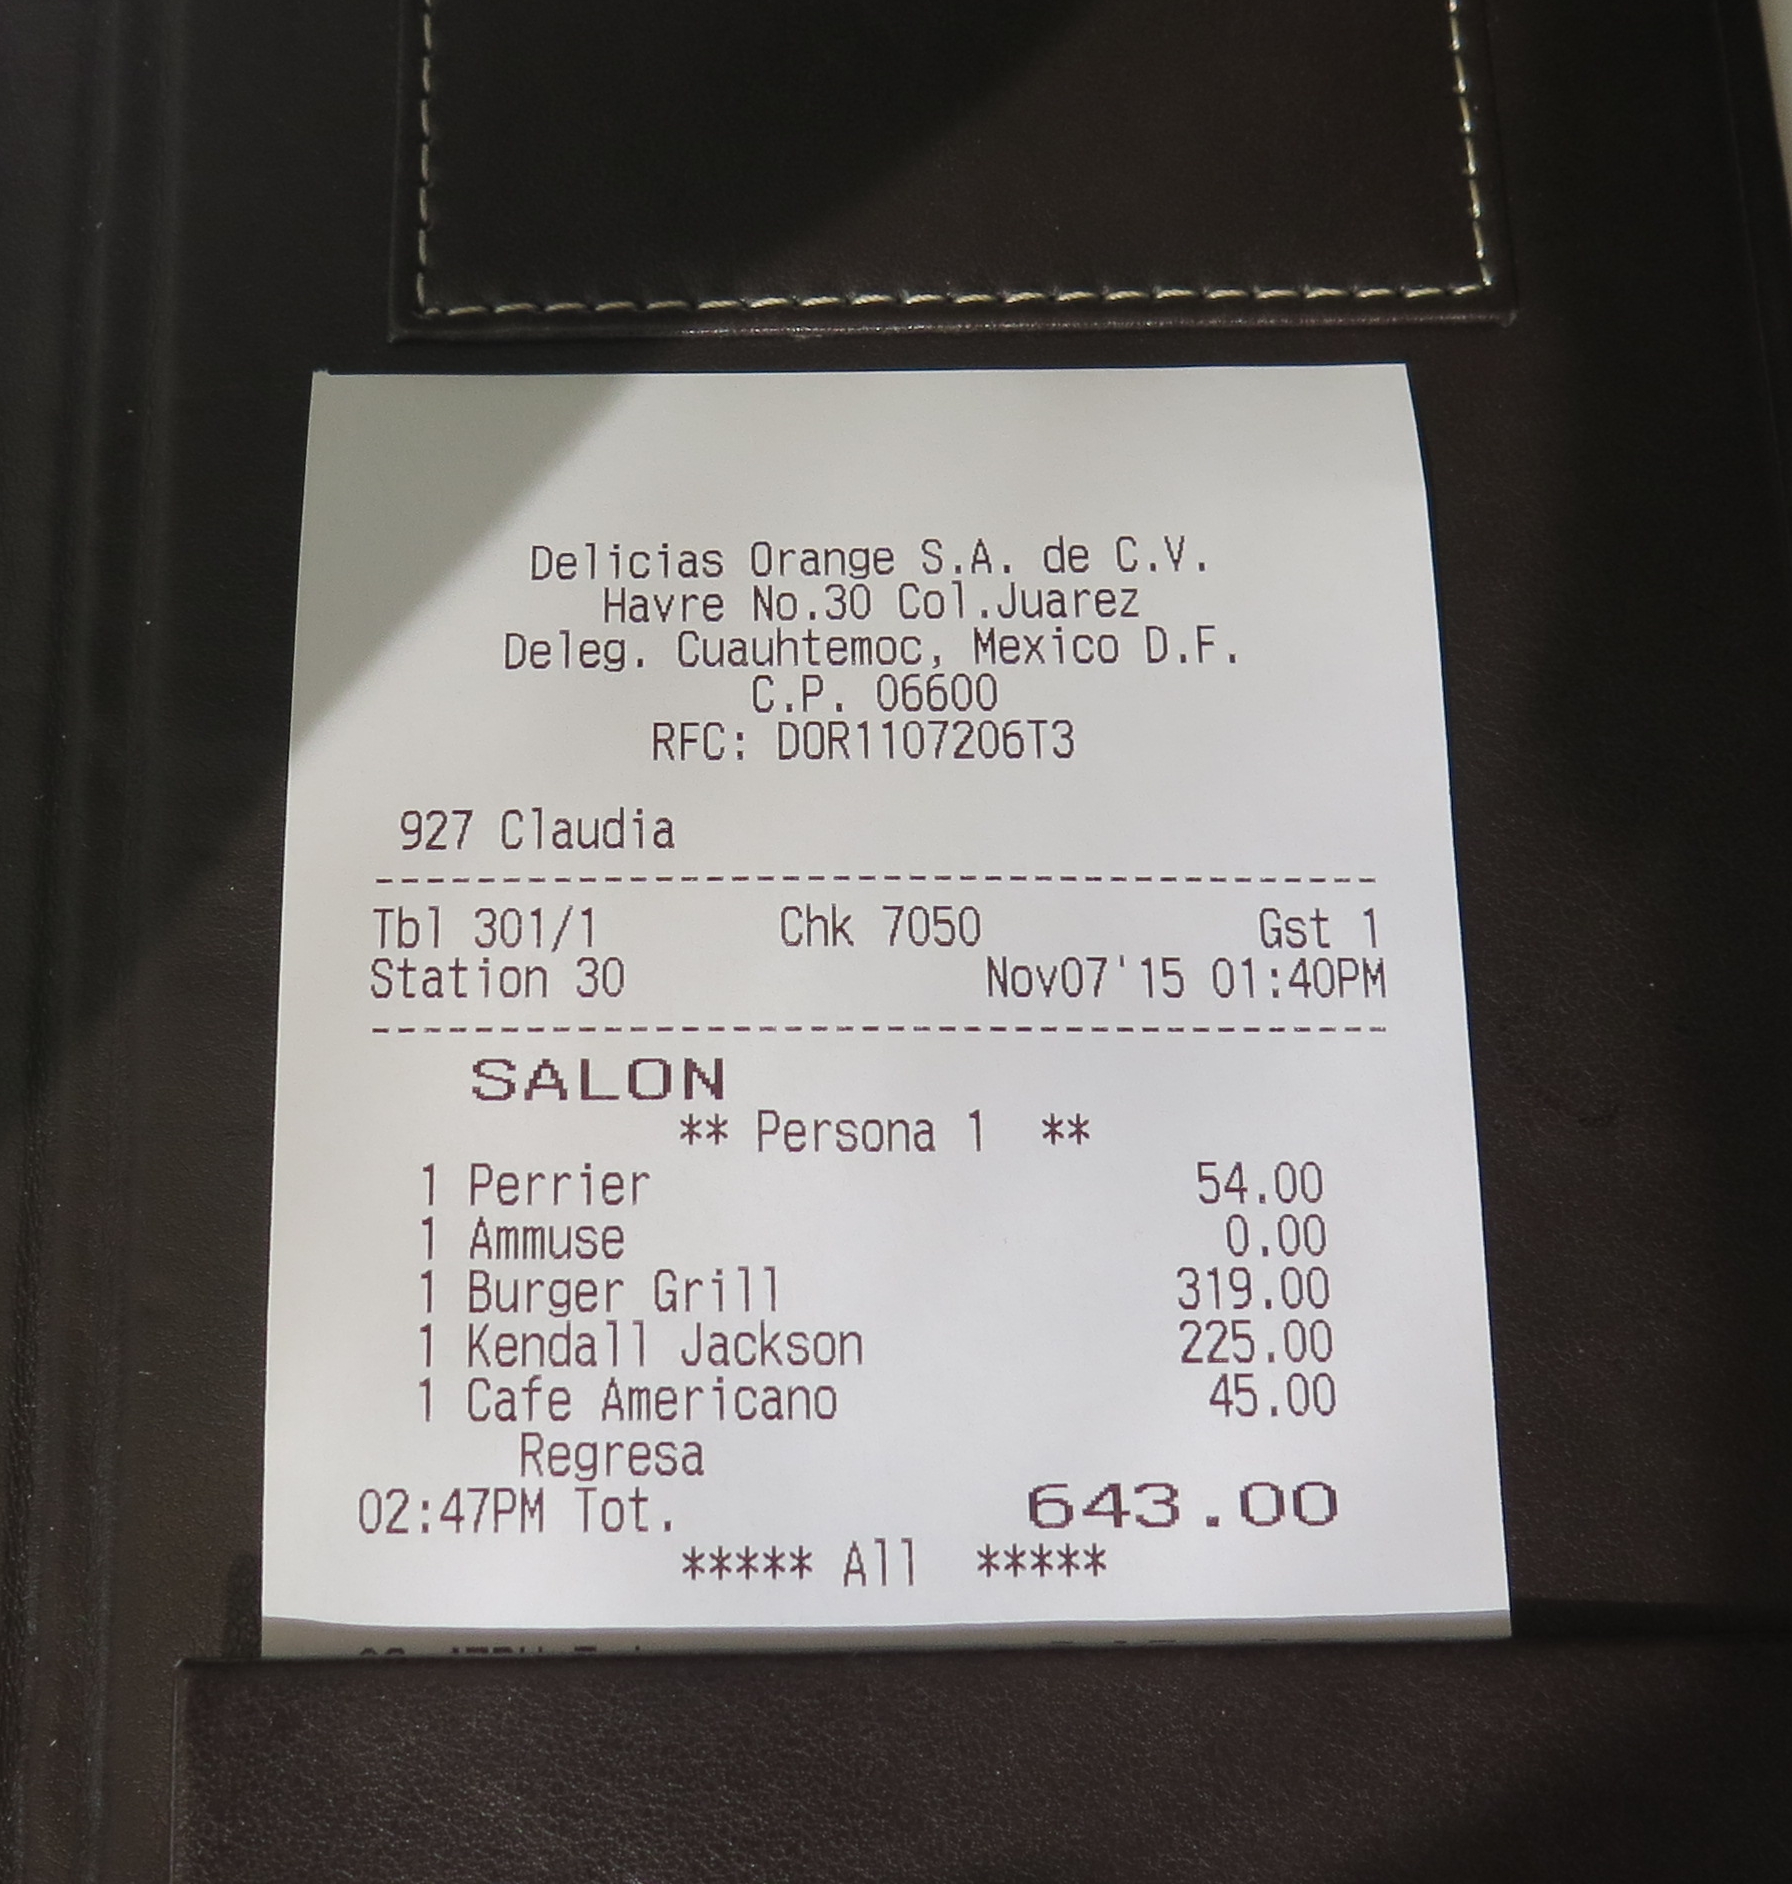 Delicias Orange S.A. de C.V.
Havre No.30 Col.Juarez
Deleg. Cuauhtemoc, Mexico D.F.
C.P. 06600
RFC: DOR1107206T3
927 Claudia
----------------------------------------
Tbl 301/1 Chk 7050 Gst 1
Station 30 Nov07'15 01:40PM
----------------------------------------
SALON
** Persona 1 **
1 Perrier 54.00
1 Ammuse 0.00
1 Burger Grill 319.00
1 Kendall Jackson 225.00
1 Cafe Americano 45.00
Regresa
02:47PM Tot. 643.00
***** All *****